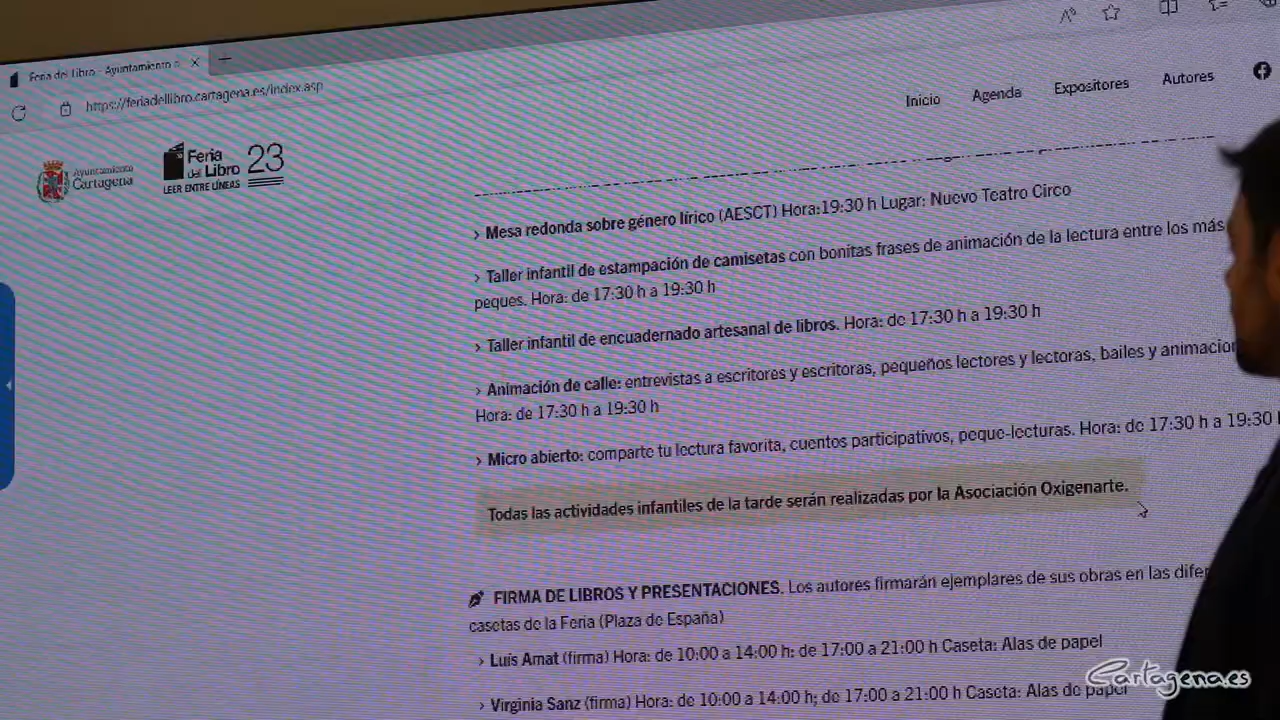 Feria del Libro - Ayuntamiento
https://feriadellibro.cartagena.es/index.asp
Inicio Agenda Expositores Autores
Ayuntamiento
Cartagena
Feria
del Libro 23
LEER ENTRE LÍNEAS
› Mesa redonda sobre género lírico (AESCT) Hora:19:30 h Lugar: Nuevo Teatro Circo
› Taller infantil de estampación de camisetas con bonitas frases de animación de la lectura entre los más
peques. Hora: de 17:30 h a 19:30 h
› Taller infantil de encuadernado artesanal de libros. Hora: de 17:30 h a 19:30 h
› Animación de calle: entrevistas a escritores y escritoras, pequeños lectores y lectoras, bailes y animacion
Hora: de 17:30 h a 19:30 h
› Micro abierto: comparte tu lectura favorita, cuentos participativos, peque-lecturas. Hora: de 17:30 h a 19:30 h
Todas las actividades infantiles de la tarde serán realizadas por la Asociación Oxigenarte.
FIRMA DE LIBROS Y PRESENTACIONES. Los autores firmarán ejemplares de sus obras en las difer
casetas de la Feria (Plaza de España)
› Luis Amat (firma) Hora: de 10:00 a 14:00 h: de 17:00 a 21:00 h Caseta: Alas de papel
› Virginia Sanz (firma) Hora: de 10:00 a 14:00 h; de 17:00 a 21:00 h Caseta: Alas de papel
Cartagena.es